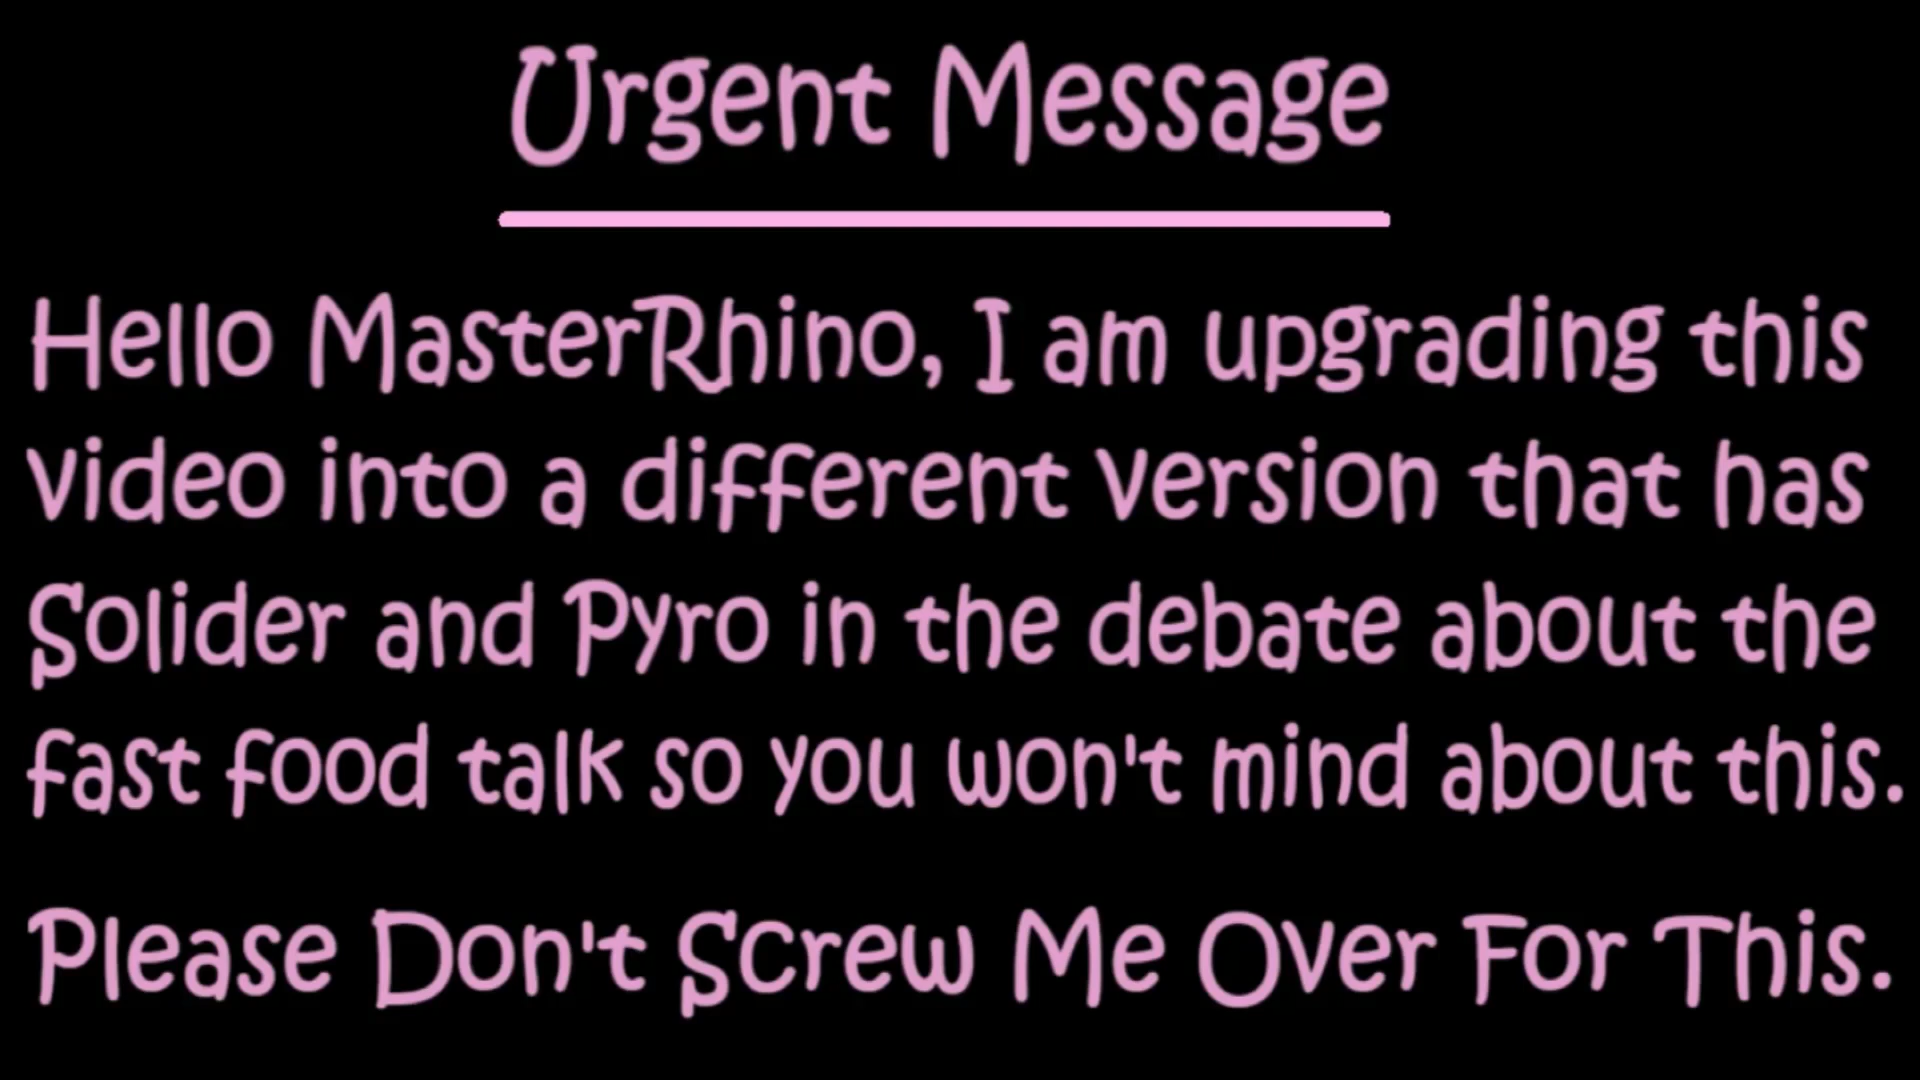 Urgent Message
Hello MasterRhino, I am upgrading this
video into a different version that has
Solider and Pyro in the debate about the
fast food talk so you won't mind about this.
Please Don't Screw Me Over For This.